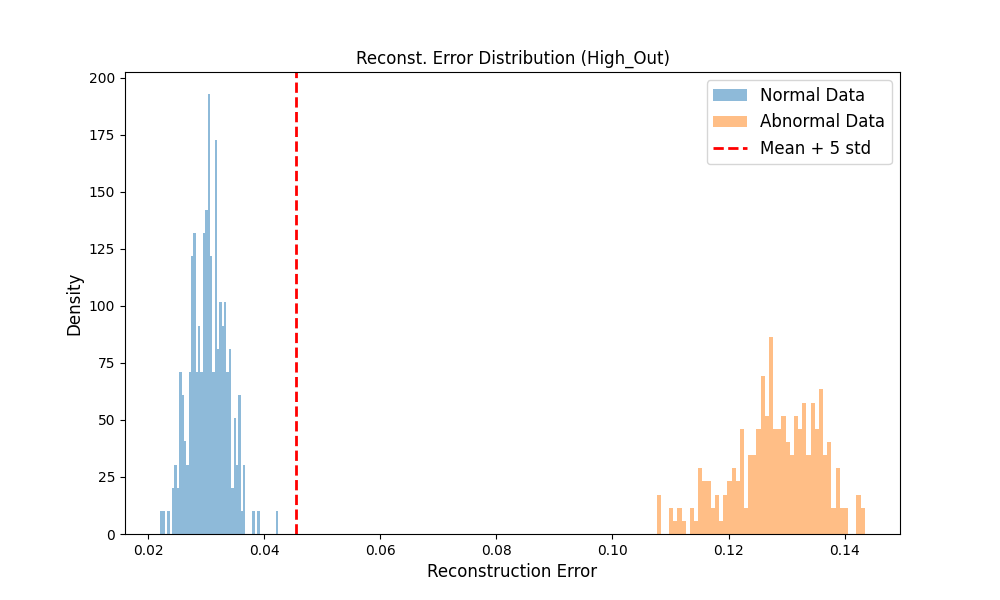 Reconst. Error Distribution (High_Out)
Normal Data
Abnormal Data
Mean + 5 std
Density
200
175
150
125
100
75
50
25
0
0.02 0.04 0.06 0.08 0.10 0.12 0.14
Reconstruction Error